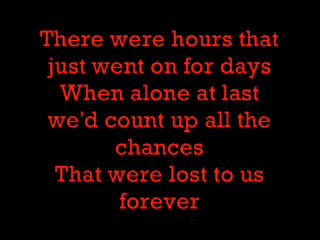 There were hours that
just went on for days
When alone at last
we'd count up all the
chances
That were lost to us
forever